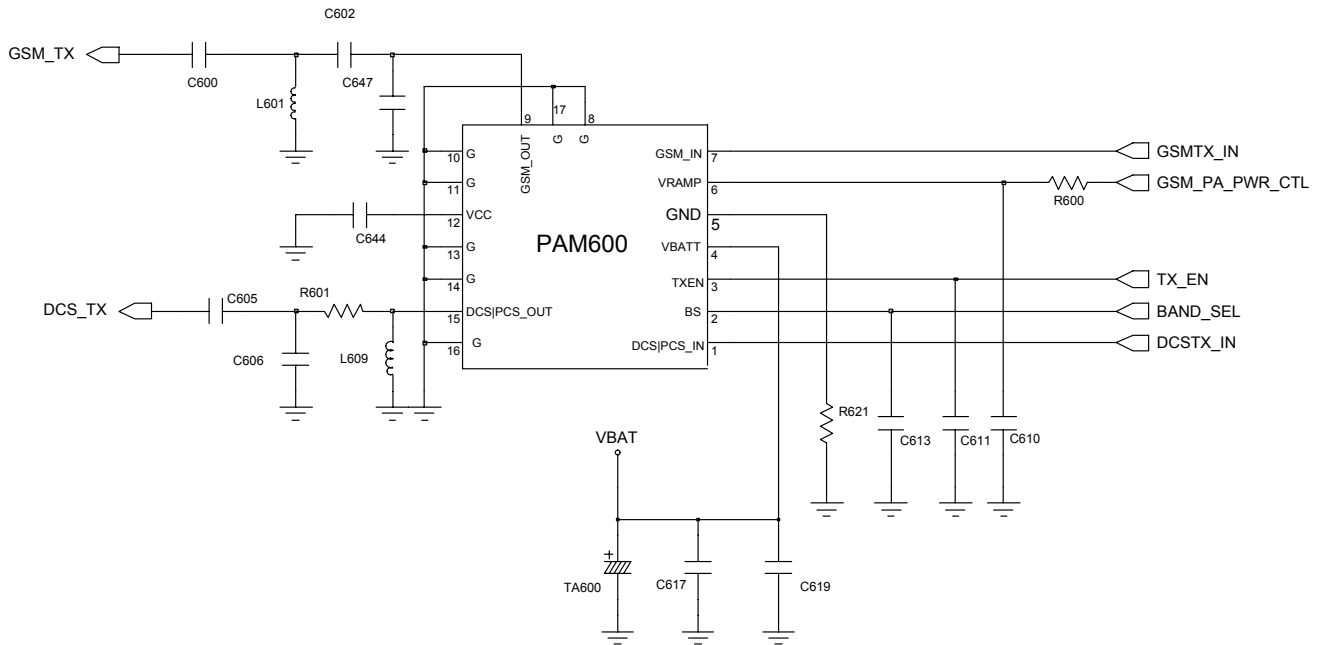 C602
GSM_TX
C600
C647
L601
17
9
8
GSM_OUT
G
G
10
G
GSM_IN
7
GSMTX_IN
11
G
VRAMP
6
GSM_PA_PWR_CTL
R600
12
VCC
GND
5
C644
PAM600
13
G
VBATT
4
14
G
TXEN
3
TX_EN
DCS_TX
C605
R601
15
DCS|PCS_OUT
BS
2
BAND_SEL
C606
L609
16
G
DCS|PCS_IN
1
DCSTX_IN
R621
C613
C611
C610
VBAT
+
TA600
C617
C619